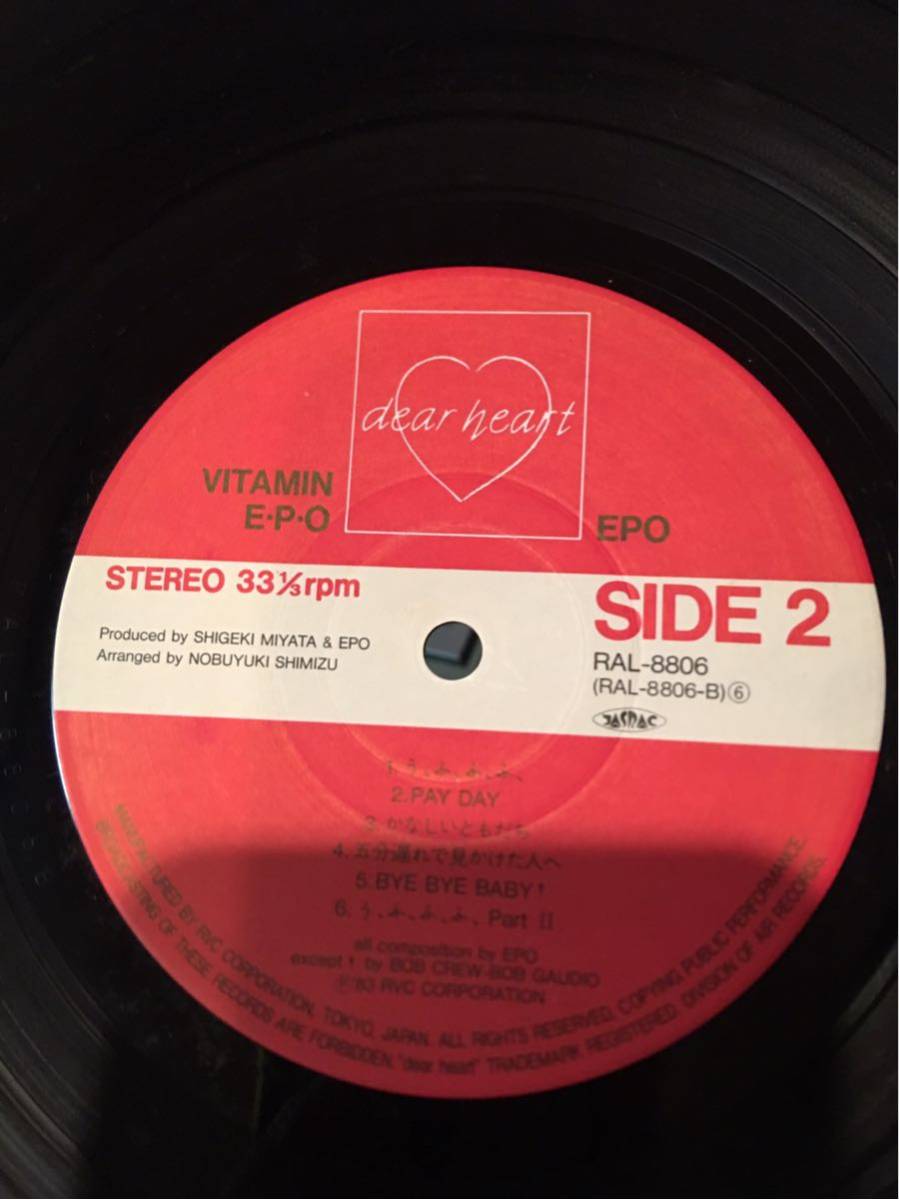 dear heart
VITAMIN
E·P·O
EPO
STEREO 33⅓rpm
SIDE 2
Produced by SHIGEKI MIYATA & EPO
Arranged by NOBUYUKI SHIMIZU
RAL-8806
(RAL-8806-B)⑥
JASRAC
1.う、ふ、ふ、ふ、
2.PAY DAY
3.かなしいともだち
4.五分遅れで見かけた人へ
5.BYE BYE BABY†
6.う、ふ、ふ、ふ、Part II
all composition by EPO
except † by BOB CREW-BOB GAUDIO
Ⓟ'83 RVC CORPORATION
MANUFACTURED BY RVC CORPORATION, TOKYO, JAPAN. ALL RIGHTS RESERVED. COPYING PUBLIC PERFORMANCE
BROADCASTING OF THESE RECORDS ARE FORBIDDEN. "dear heart" TRADEMARK REGISTERED. DIVISION OF AIR RECORDS.